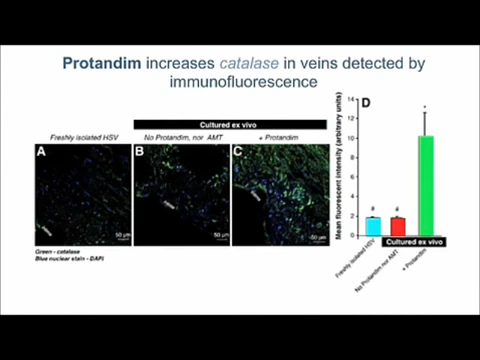 Protandim increases catalase in veins detected by
immunofluorescence
Cultured ex vivo
Freshly isolated HSV
No Protandim, nor AMT
+ Protandim
A
B
C
50 µm
50 µm
50 µm
Green - catalase
Blue nuclear stain - DAPI
D
Mean fluorescent intensity (arbitrary units)
14
12
10
8
6
4
2
0
#
#
*
Cultured ex vivo
Freshly isolated HSV
No Protandim nor AMT
+ Protandim